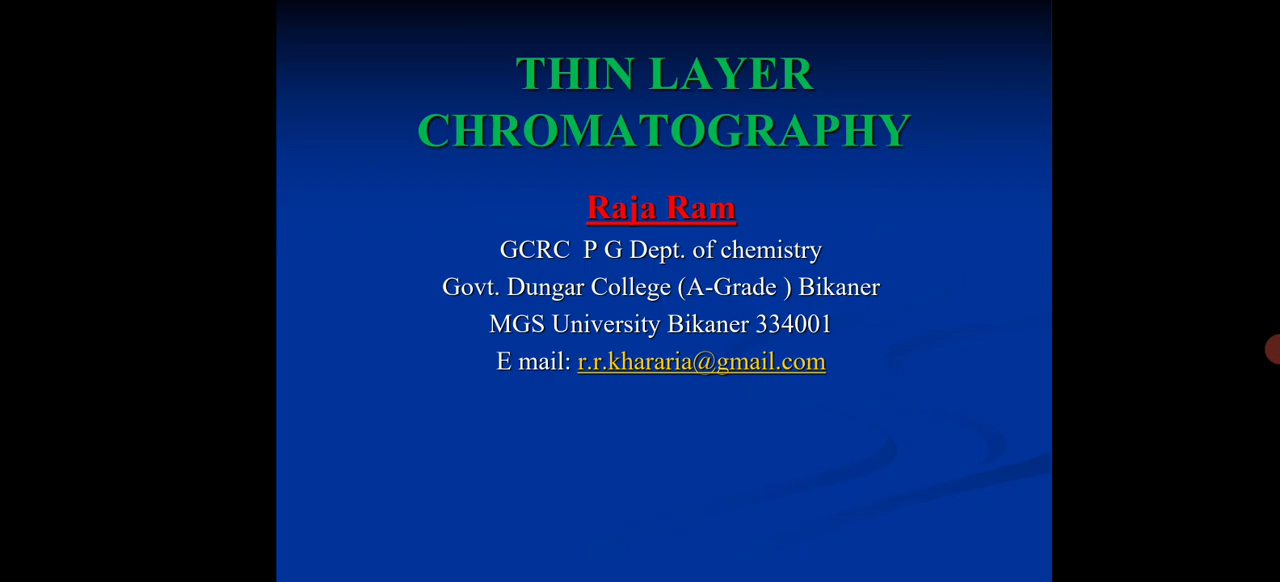 THIN LAYER
CHROMATOGRAPHY
Raja Ram
GCRC  P G Dept. of chemistry
Govt. Dungar College (A-Grade ) Bikaner
MGS University Bikaner 334001
E mail: r.r.khararia@gmail.com